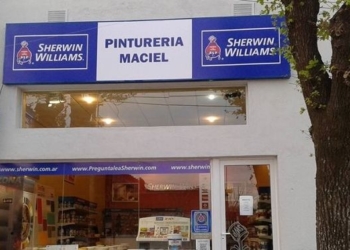 SHERWIN
WILLIAMS.
PINTURERIA
MACIEL
SHERWIN
WILLIAMS.
www.sherwin.com.ar
www.PreguntaleaSherwin.com
www.sherwin.